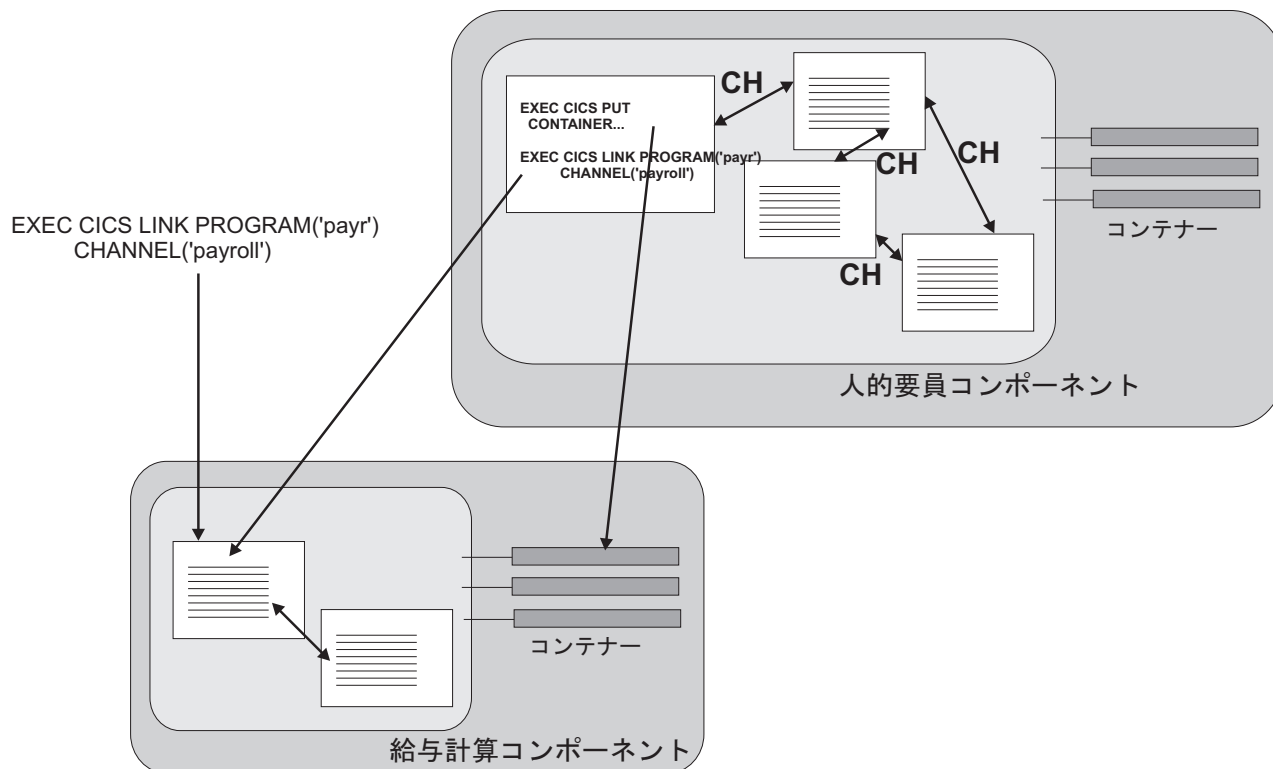 CH
EXEC CICS PUT
CONTAINER...
EXEC CICS LINK PROGRAM('payr')
CHANNEL('payroll')
CH
CH
CH
コンテナー
人的要員コンポーネント
EXEC CICS LINK PROGRAM('payr')
CHANNEL('payroll')
コンテナー
給与計算コンポーネント